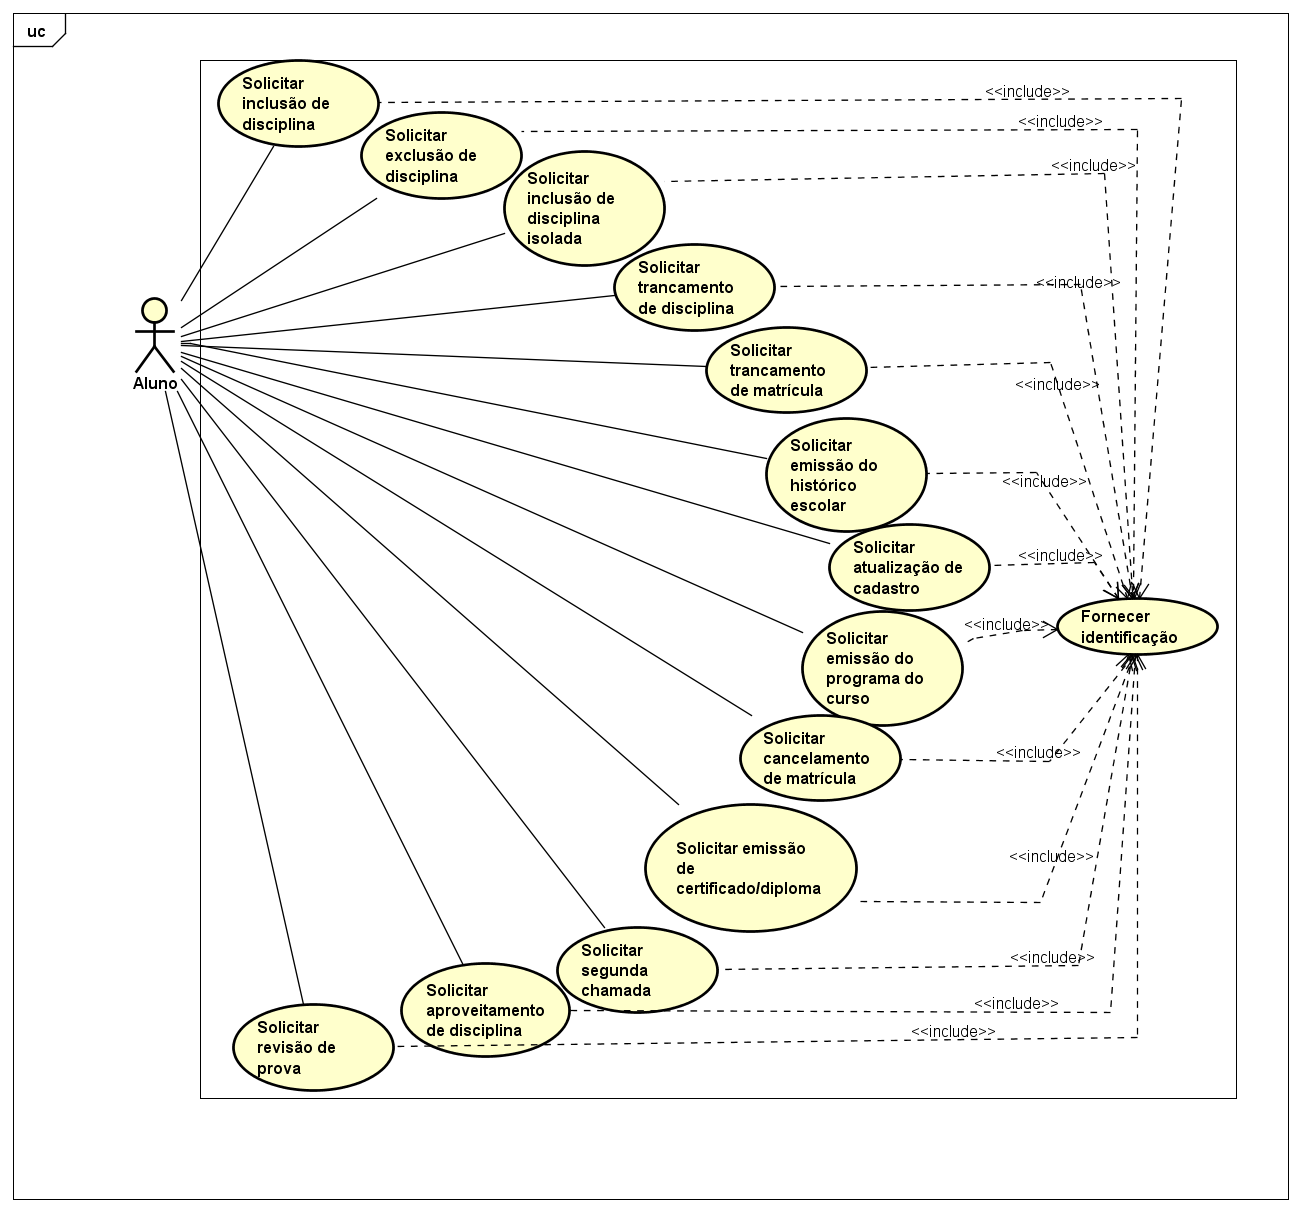 uc
Solicitar
inclusão de
disciplina
<<include>>
Solicitar
exclusão de
disciplina
<<include>>
Solicitar
inclusão de
disciplina
isolada
<<include>>
Solicitar
trancamento
de disciplina
<<include>>
Aluno
Solicitar
trancamento
de matrícula
<<include>>
Solicitar
emissão do
histórico
escolar
<<include>>
Solicitar
atualização de
cadastro
<<include>>
Fornecer
identificação
Solicitar
emissão do
programa do
curso
<<include>>
Solicitar
cancelamento
de matrícula
<<include>>
Solicitar emissão
de
certificado/diploma
<<include>>
Solicitar
segunda
chamada
<<include>>
Solicitar
aproveitamento
de disciplina
<<include>>
Solicitar
revisão de
prova
<<include>>